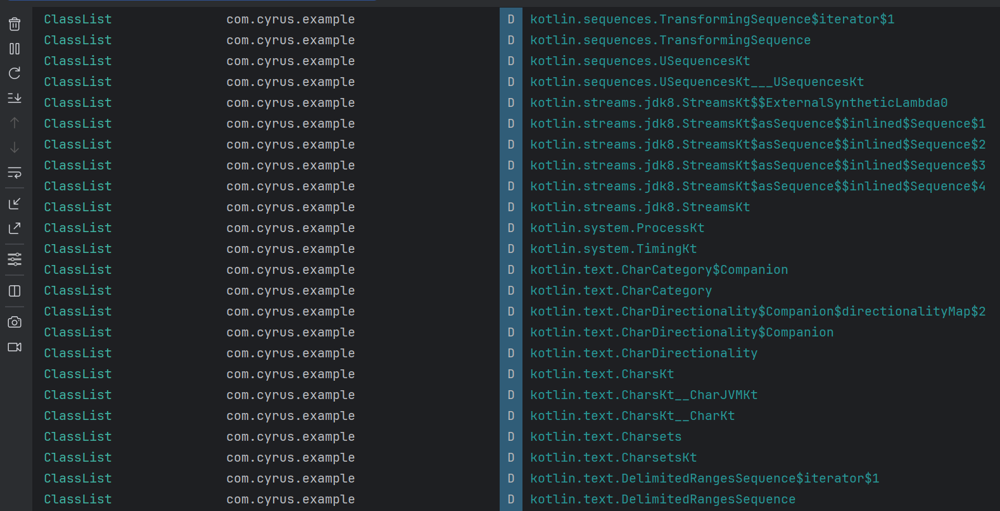 ClassList com.cyrus.example D kotlin.sequences.TransformingSequence$iterator$1
ClassList com.cyrus.example D kotlin.sequences.TransformingSequence
ClassList com.cyrus.example D kotlin.sequences.USequencesKt
ClassList com.cyrus.example D kotlin.sequences.USequencesKt___USequencesKt
ClassList com.cyrus.example D kotlin.streams.jdk8.StreamsKt$$ExternalSyntheticLambda0
ClassList com.cyrus.example D kotlin.streams.jdk8.StreamsKt$asSequence$$inlined$Sequence$1
ClassList com.cyrus.example D kotlin.streams.jdk8.StreamsKt$asSequence$$inlined$Sequence$2
ClassList com.cyrus.example D kotlin.streams.jdk8.StreamsKt$asSequence$$inlined$Sequence$3
ClassList com.cyrus.example D kotlin.streams.jdk8.StreamsKt$asSequence$$inlined$Sequence$4
ClassList com.cyrus.example D kotlin.streams.jdk8.StreamsKt
ClassList com.cyrus.example D kotlin.system.ProcessKt
ClassList com.cyrus.example D kotlin.system.TimingKt
ClassList com.cyrus.example D kotlin.text.CharCategory$Companion
ClassList com.cyrus.example D kotlin.text.CharCategory
ClassList com.cyrus.example D kotlin.text.CharDirectionality$Companion$directionalityMap$2
ClassList com.cyrus.example D kotlin.text.CharDirectionality$Companion
ClassList com.cyrus.example D kotlin.text.CharDirectionality
ClassList com.cyrus.example D kotlin.text.CharsKt
ClassList com.cyrus.example D kotlin.text.CharsKt__CharJVMKt
ClassList com.cyrus.example D kotlin.text.CharsKt__CharKt
ClassList com.cyrus.example D kotlin.text.Charsets
ClassList com.cyrus.example D kotlin.text.CharsetsKt
ClassList com.cyrus.example D kotlin.text.DelimitedRangesSequence$iterator$1
ClassList com.cyrus.example D kotlin.text.DelimitedRangesSequence